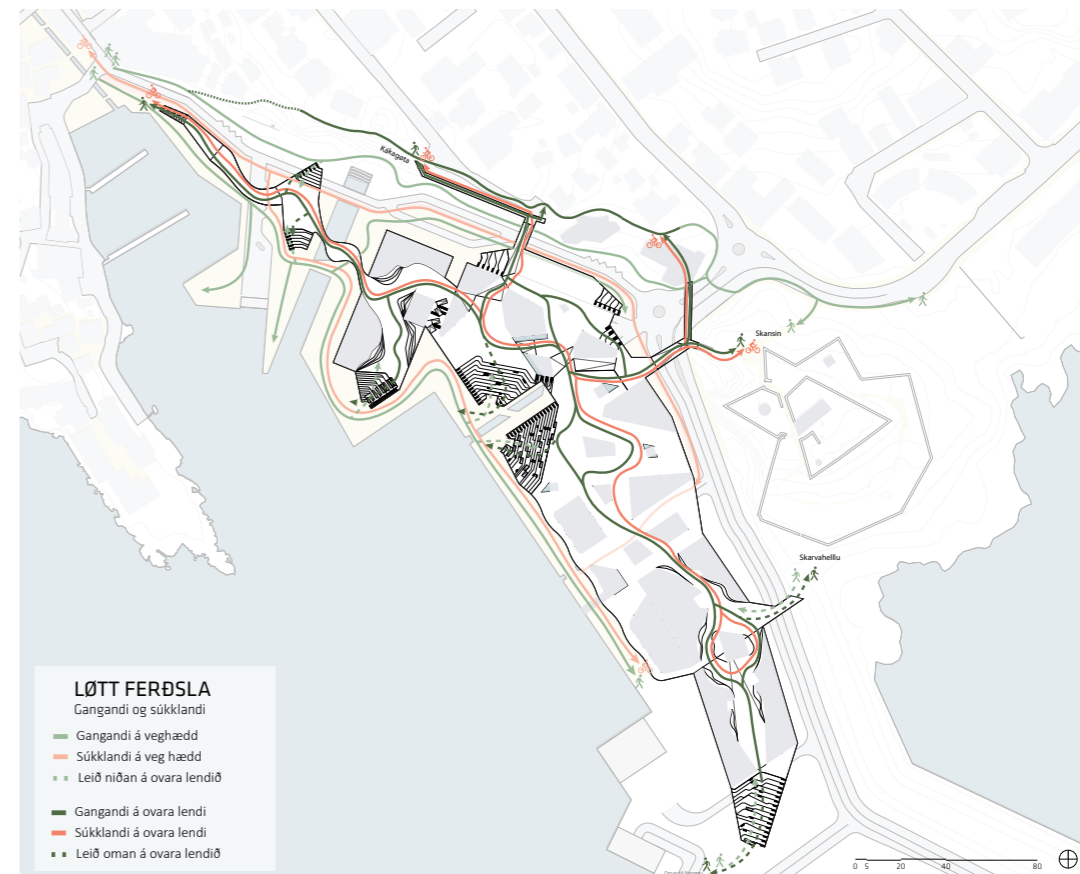 Kákagøta
Skansin
Skarvahelllu
LØTT FERÐSLA
Gangandi og súkklandi
Gangandi á veghædd
Súkklandi á veg hædd
Leið niðan á ovara lendið
Gangandi á ovara lendi
Súkklandi á ovara lendi
Leið oman á ovara lendið
0 5 20 40 80